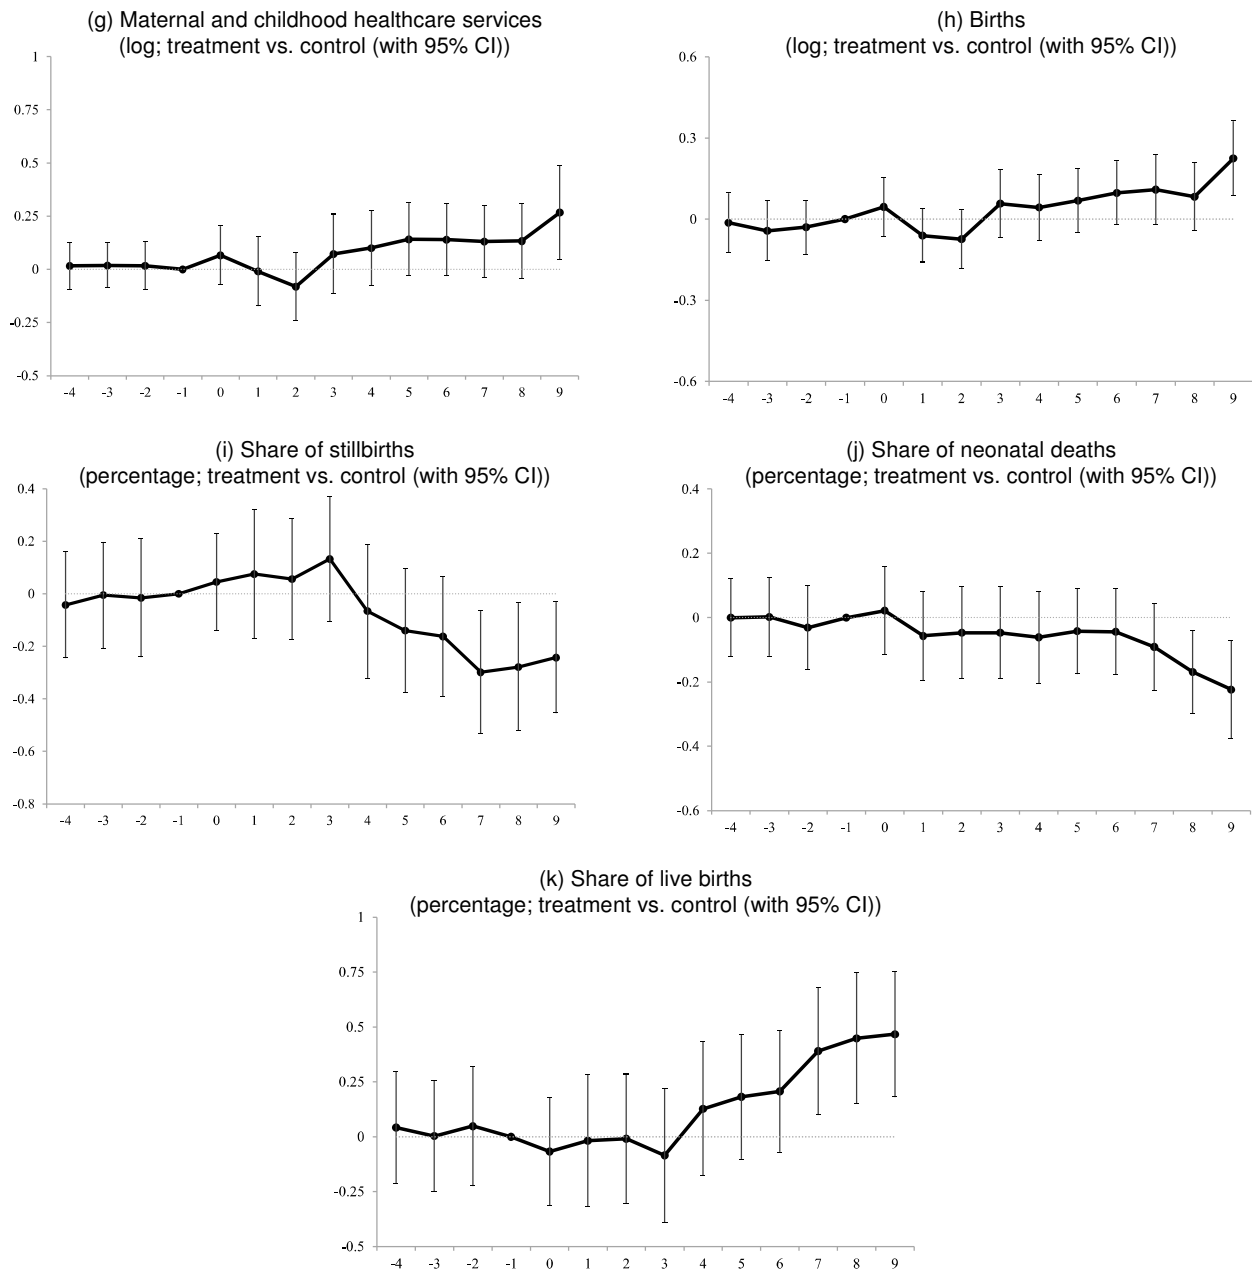 (g) Maternal and childhood healthcare services
(log; treatment vs. control (with 95% CI))
1
0.75
0.5
0.25
0
-0.25
-0.5
-4 -3 -2 -1 0 1 2 3 4 5 6 7 8 9
(h) Births
(log; treatment vs. control (with 95% CI))
0.6
0.3
0
-0.3
-0.6
-4 -3 -2 -1 0 1 2 3 4 5 6 7 8 9
(i) Share of stillbirths
(percentage; treatment vs. control (with 95% CI))
0.4
0.2
0
-0.2
-0.4
-0.6
-0.8
-4 -3 -2 -1 0 1 2 3 4 5 6 7 8 9
(j) Share of neonatal deaths
(percentage; treatment vs. control (with 95% CI))
0.4
0.2
0
-0.2
-0.4
-0.6
-4 -3 -2 -1 0 1 2 3 4 5 6 7 8 9
(k) Share of live births
(percentage; treatment vs. control (with 95% CI))
1
0.75
0.5
0.25
0
-0.25
-0.5
-4 -3 -2 -1 0 1 2 3 4 5 6 7 8 9